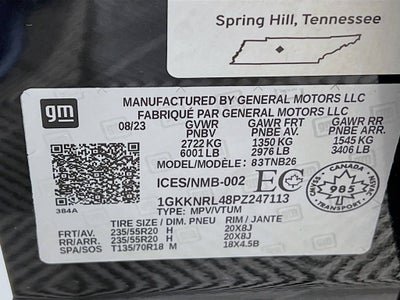 Spring Hill, Tennessee
gm
MANUFACTURED BY GENERAL MOTORS LLC
FABRIQUÉ PAR GENERAL MOTORS LLC
08/23 GVWR GAWR FRT GAWR RR
PNBV PNBE AV. PNBE ARR.
2722 KG 1350 KG 1545 KG
6001 LB 2976 LB 3406 LB
MODEL/MODÈLE: 83TNB26
ICES/NMB-002 EC
CANADA
985
TRANSPORT
384A
1GKKNRL48PZ247113
TYPE: MPV/VTUM
TIRE SIZE / DIM. PNEU RIM / JANTE
FRT/AV. 235/55R20 H 20X8J
RR/ARR. 235/55R20 H 20X8J
SPA/SOS T135/70R18 M 18X4.5B